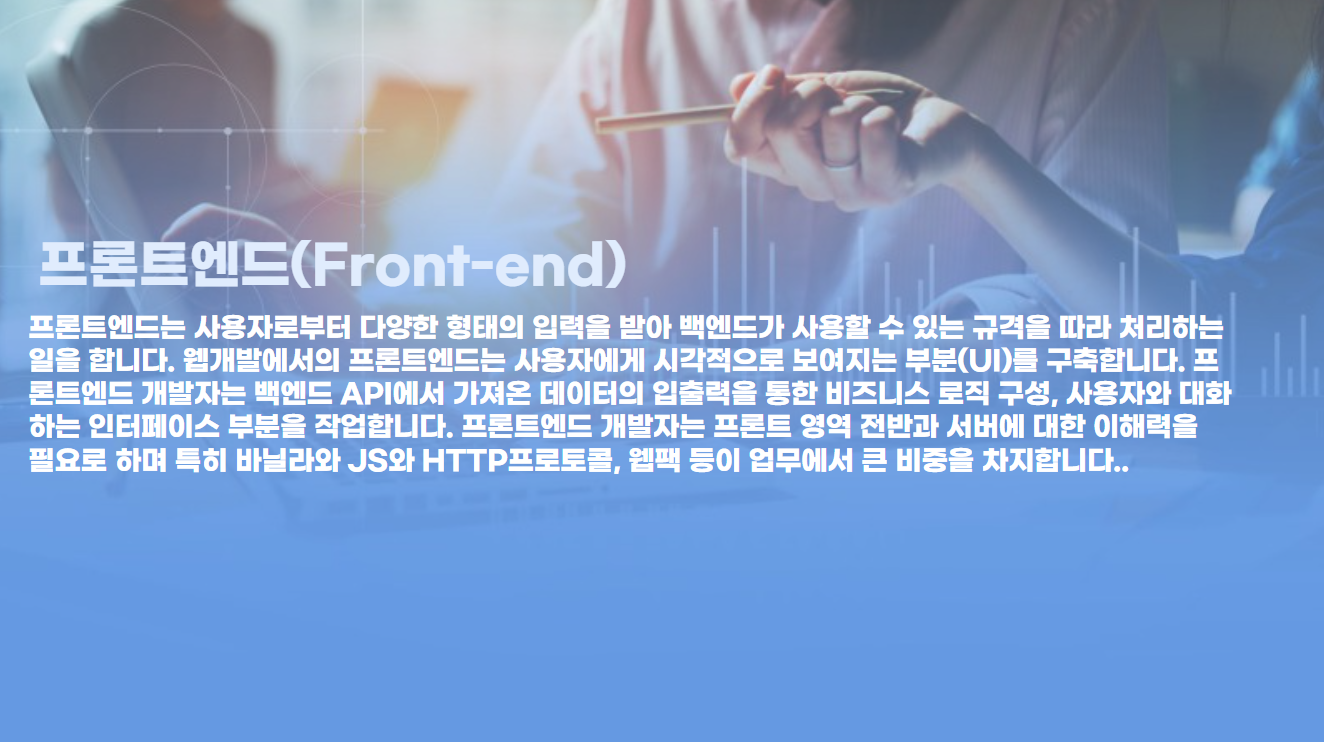 프론트엔드(Front-end)
프론트엔드는 사용자로부터 다양한 형태의 입력을 받아 백엔드가 사용할 수 있는 규격을 따라 처리하는
일을 합니다. 웹개발에서의 프론트엔드는 사용자에게 시각적으로 보여지는 부분(UI)를 구축합니다. 프
론트엔드 개발자는 백엔드 API에서 가져온 데이터의 입출력을 통한 비즈니스 로직 구성, 사용자와 대화
하는 인터페이스 부분을 작업합니다. 프론트엔드 개발자는 프론트 영역 전반과 서버에 대한 이해력을
필요로 하며 특히 바닐라와 JS와 HTTP프로토콜, 웹팩 등이 업무에서 큰 비중을 차지합니다..